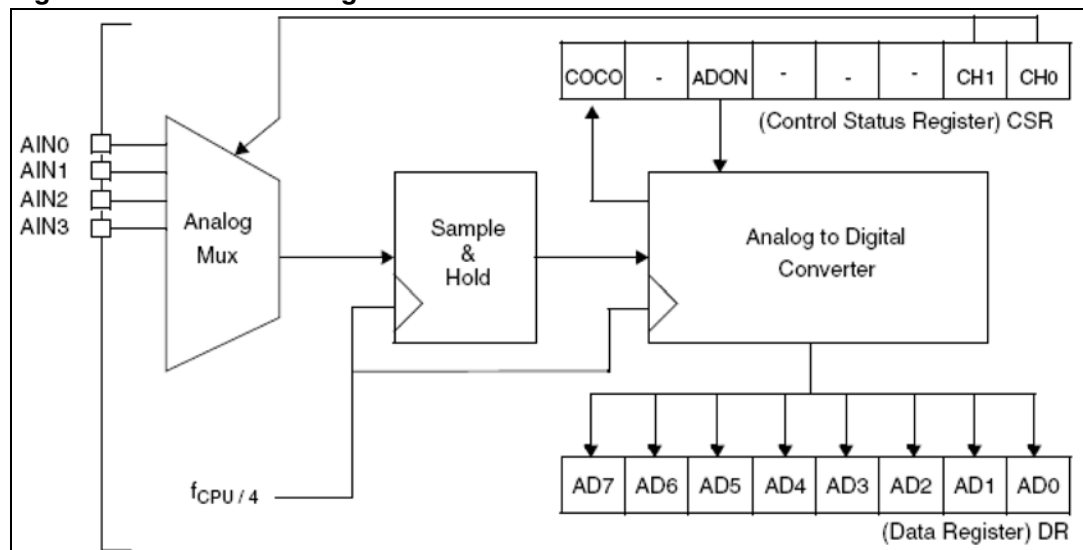 COCO - ADON - - - CH1 CH0
(Control Status Register) CSR
AIN0
AIN1
AIN2
AIN3
Analog
Mux
Sample
&
Hold
Analog to Digital
Converter
fCPU / 4
AD7 AD6 AD5 AD4 AD3 AD2 AD1 AD0
(Data Register) DR